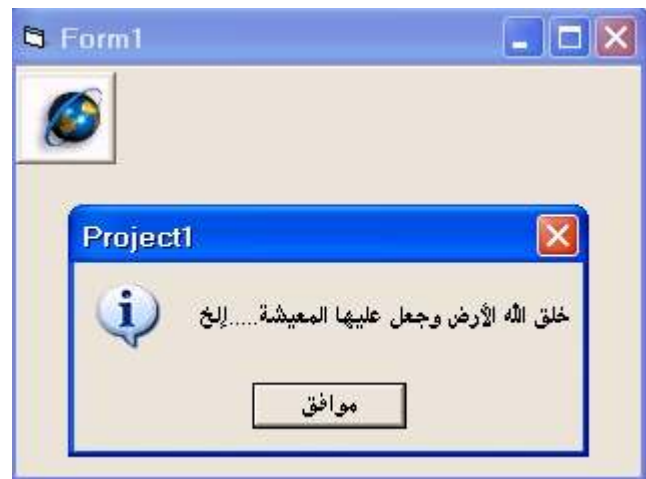 Form1
Project1
خلق الله الأرض وجعل عليها المعيشة.....إلخ
موافق